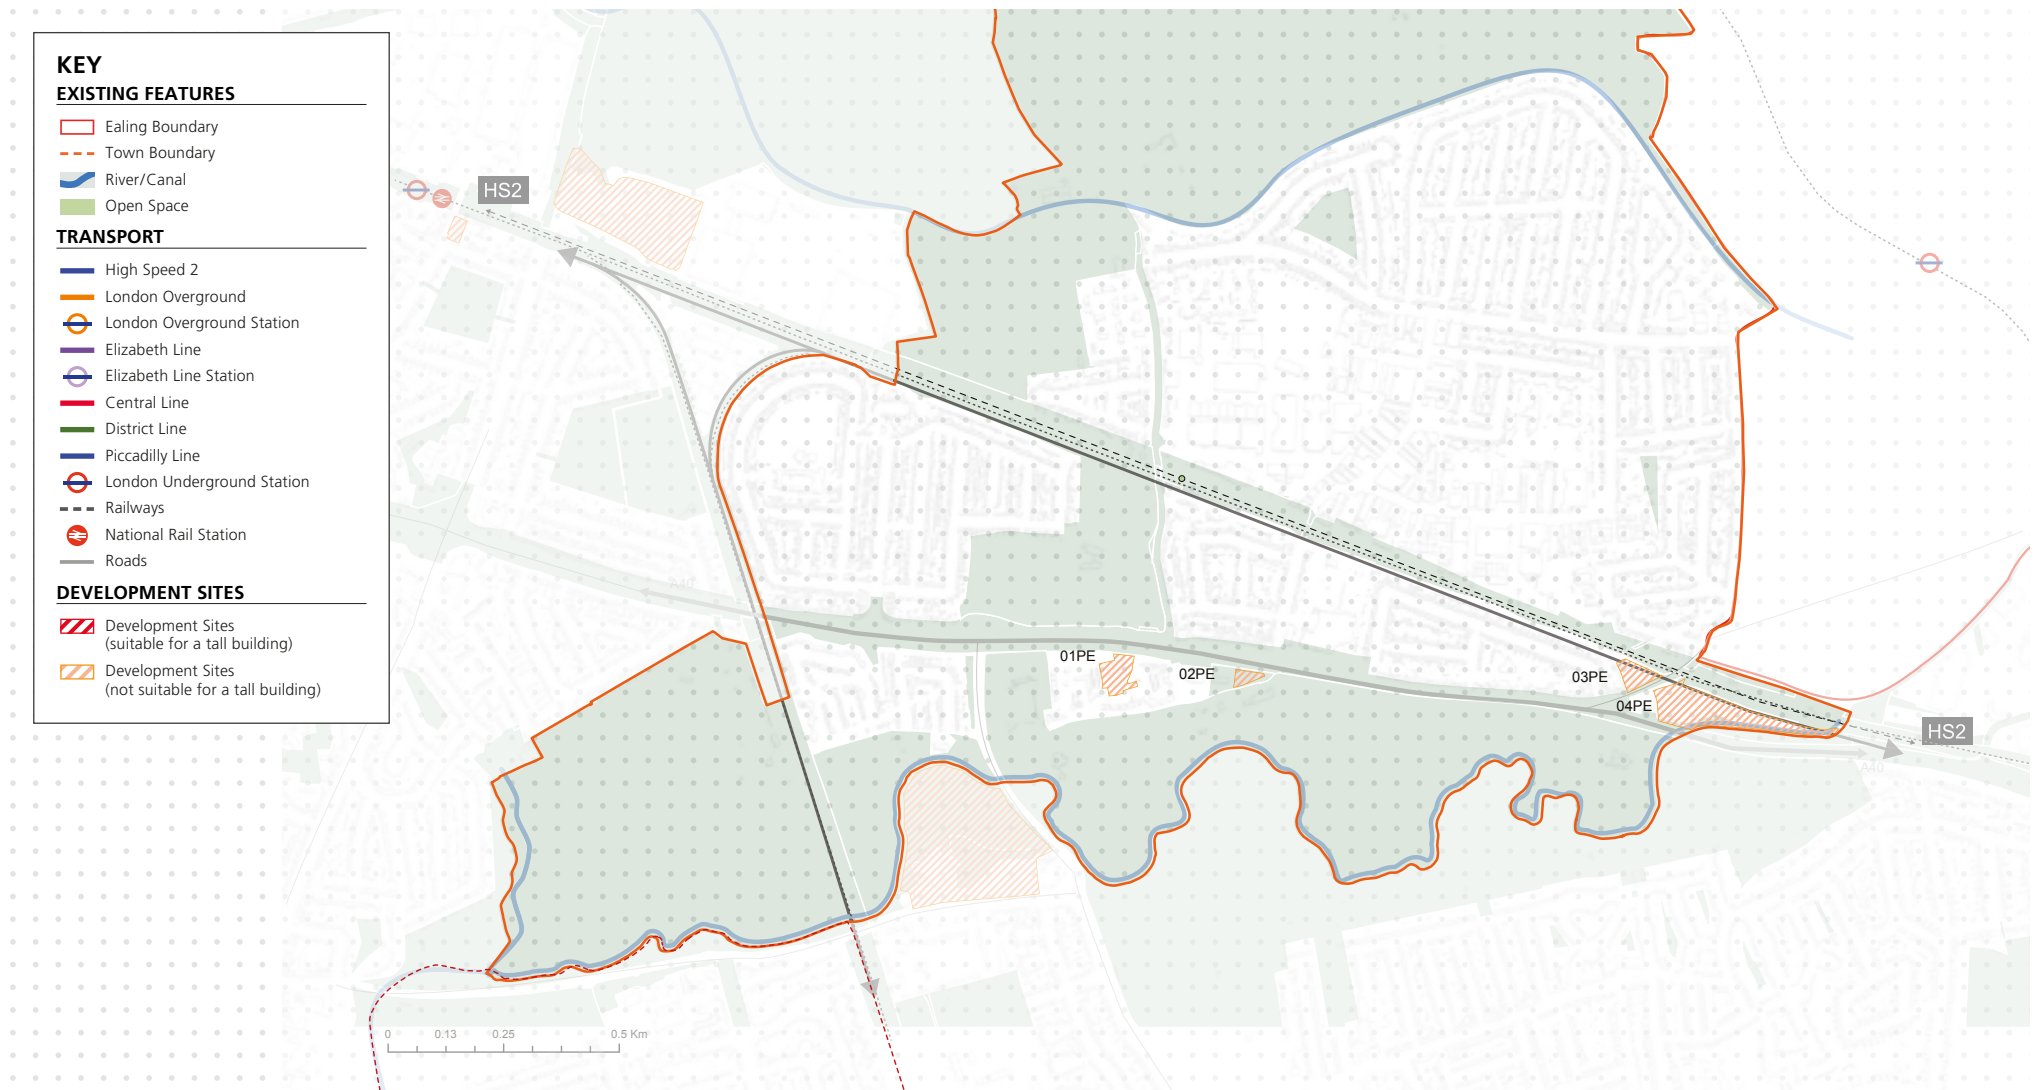 KEY
EXISTING FEATURES
Ealing Boundary
Town Boundary
River/Canal
Open Space
TRANSPORT
High Speed 2
London Overground
London Overground Station
Elizabeth Line
Elizabeth Line Station
Central Line
District Line
Piccadilly Line
London Underground Station
Railways
National Rail Station
Roads
DEVELOPMENT SITES
Development Sites
(suitable for a tall building)
Development Sites
(not suitable for a tall building)
HS2
A40
01PE
02PE
03PE
04PE
HS2
A40
0 0.13 0.25 0.5 Km